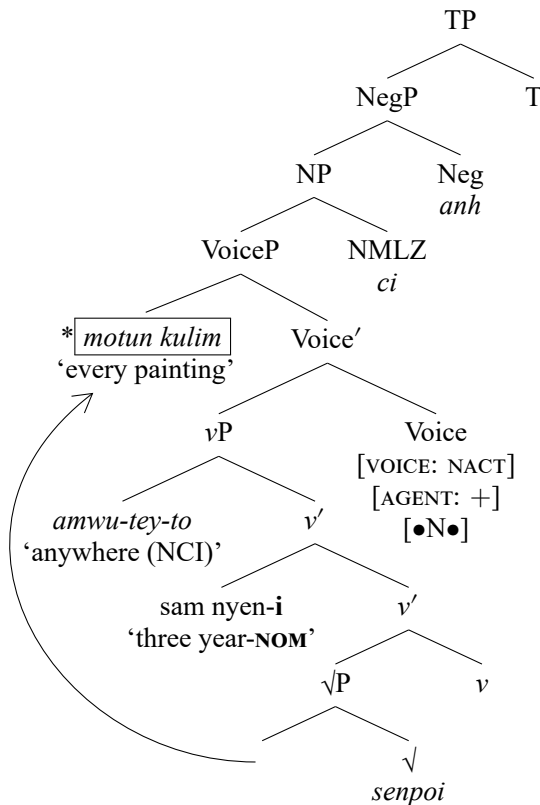 TP
NegP T
NP Neg
anh
VoiceP NMLZ
ci
* motun kulim Voice′
‘every painting’
vP Voice
[VOICE: NACT]
[AGENT: +]
[•N•]
amwu-tey-to v′
‘anywhere (NCI)’
sam nyen-i v′
‘three year-NOM’
√P v
√
senpoi